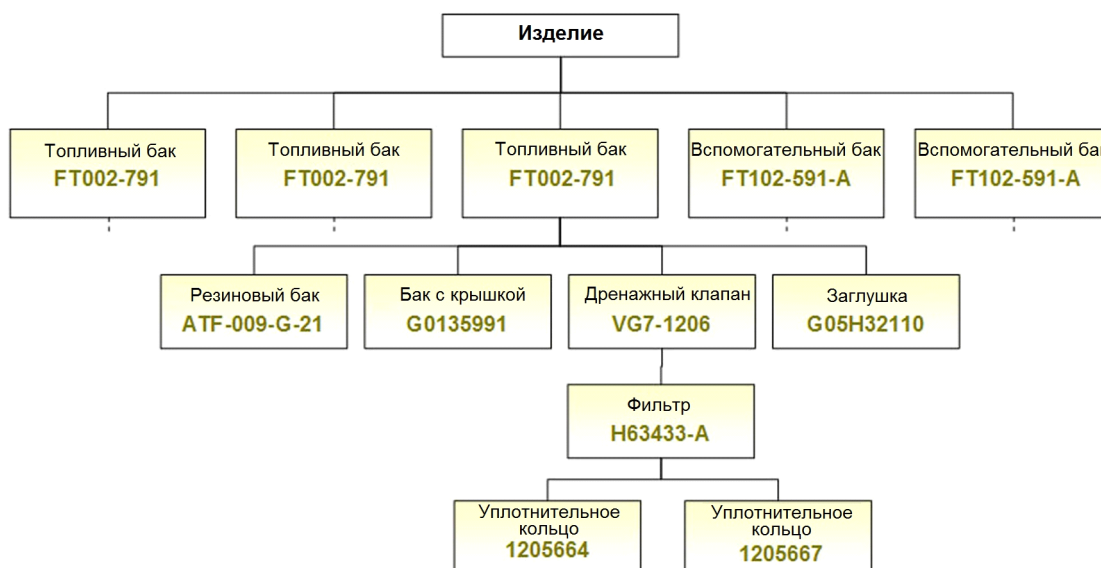 Изделие
Топливный бак
FT002-791
Топливный бак
FT002-791
Топливный бак
FT002-791
Вспомогательный бак
FT102-591-A
Вспомогательный бак
FT102-591-A
Резиновый бак
ATF-009-G-21
Бак с крышкой
G0135991
Дренажный клапан
VG7-1206
Заглушка
G05H32110
Фильтр
H63433-A
Уплотнительное
кольцо
1205664
Уплотнительное
кольцо
1205667